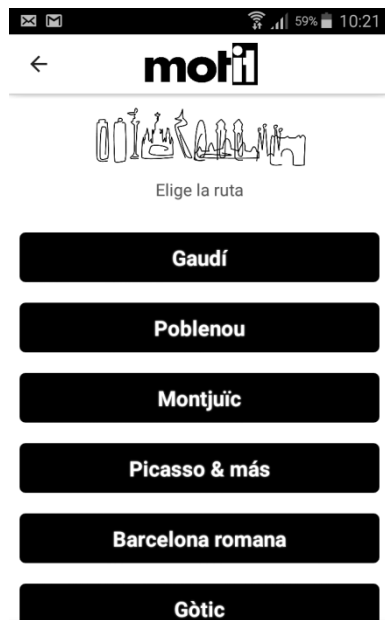 59% 10:21
motit
Elige la ruta
Gaudí
Poblenou
Montjuïc
Picasso & más
Barcelona romana
Gòtic